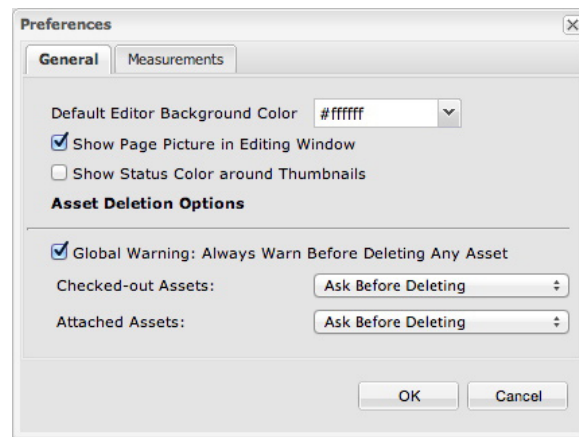 Preferences
General Measurements
Default Editor Background Color #ffffff
Show Page Picture in Editing Window
Show Status Color around Thumbnails
Asset Deletion Options
Global Warning: Always Warn Before Deleting Any Asset
Checked-out Assets: Ask Before Deleting
Attached Assets: Ask Before Deleting
OK Cancel